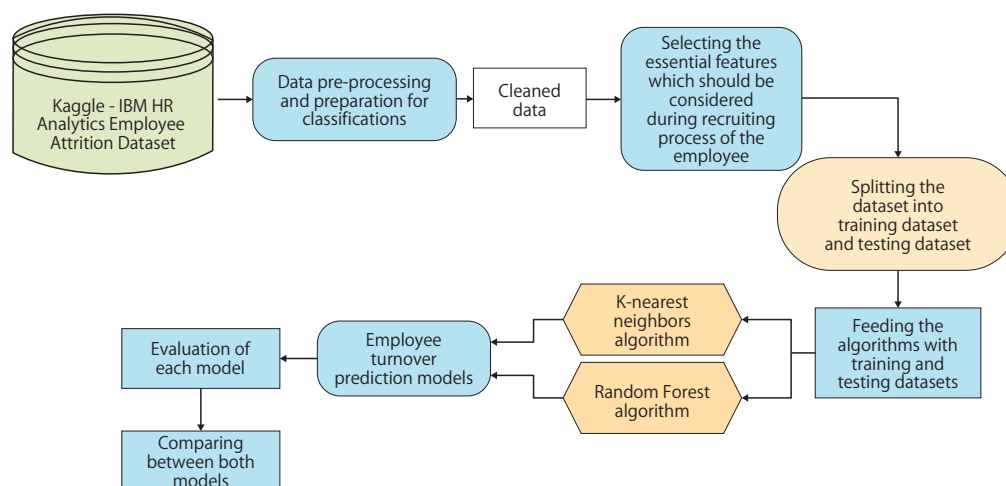 Kaggle - IBM HR
Analytics Employee
Attrition Dataset
Data pre-processing
and preparation for
classifications
Cleaned
data
Selecting the
essential features
which should be
considered
during recruiting
process of the
employee
Splitting the
dataset into
training dataset
and testing dataset
Feeding the
algorithms with
training and
testing datasets
K-nearest
neighbors
algorithm
Random Forest
algorithm
Employee
turnover
prediction models
Evaluation of
each model
Comparing
between both
models